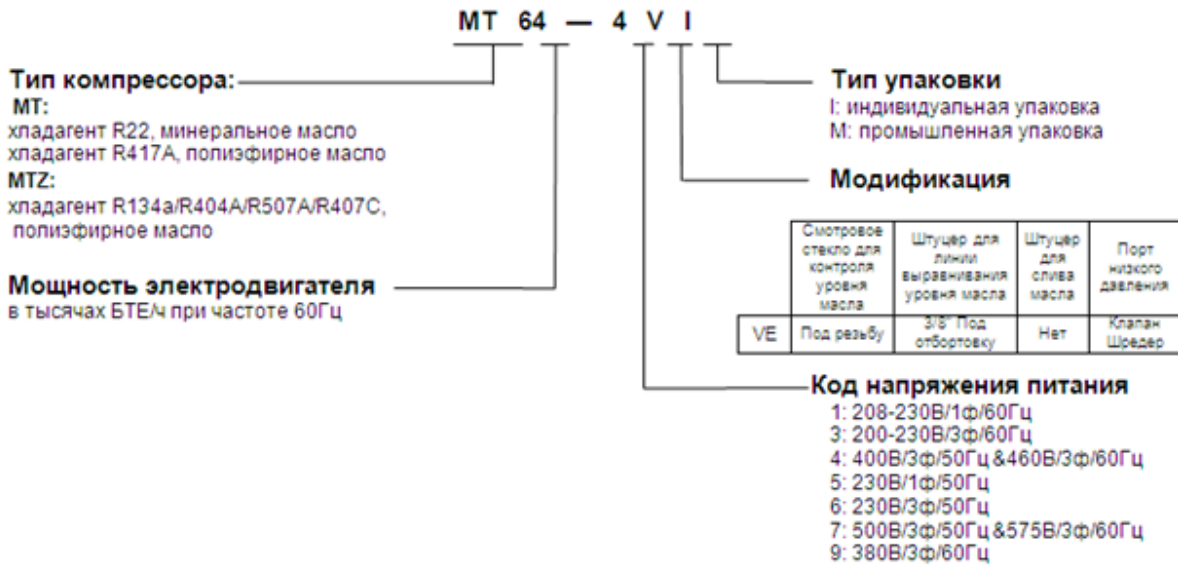 MT 64 — 4 V I
Тип компрессора:
MT:
хладагент R22, минеральное масло
хладагент R417A, полиэфирное масло
MTZ:
хладагент R134a/R404A/R507A/R407C,
полиэфирное масло
Мощность электродвигателя
в тысячах БТЕ/ч при частоте 60Гц
Тип упаковки
I: индивидуальная упаковка
M: промышленная упаковка
Модификация
Смотровое
стекло для
контроля
уровня
масла
Штуцер для
линии
выравнивания
уровня масла
Штуцер
для
слива
масла
Порт
низкого
давления
VE
Под резьбу
3/8" Под
отбортовку
Нет
Клапан
Шредер
Код напряжения питания
1: 208-230В/1ф/60Гц
3: 200-230В/3ф/60Гц
4: 400В/3ф/50Гц&460В/3ф/60Гц
5: 230В/1ф/50Гц
6: 230В/3ф/50Гц
7: 500В/3ф/50Гц&575В/3ф/60Гц
9: 380В/3ф/60Гц